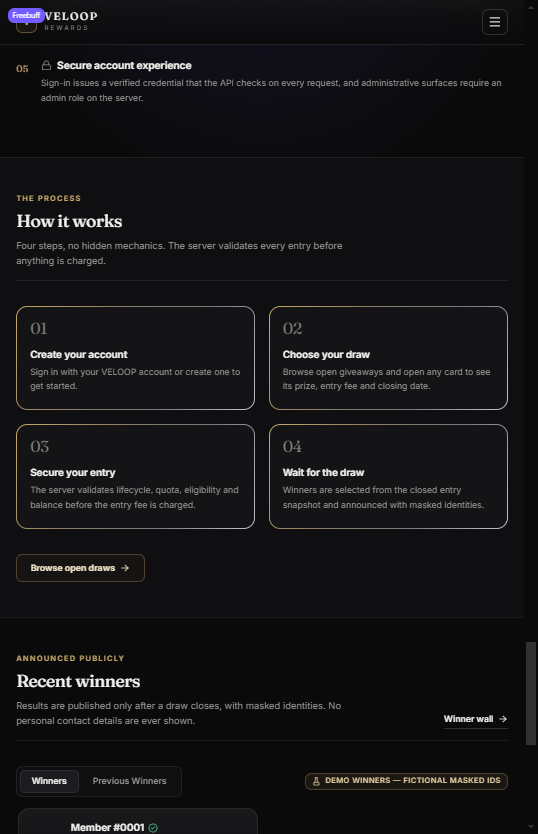 Freebuff
VELOOP
REWARDS
05
Secure account experience
Sign-in issues a verified credential that the API checks on every request, and administrative surfaces require an
admin role on the server.
THE PROCESS
How it works
Four steps, no hidden mechanics. The server validates every entry before
anything is charged.
01
Create your account
Sign in with your VELOOP account or create one to
get started.
02
Choose your draw
Browse open giveaways and open any card to see
its prize, entry fee and closing date.
03
Secure your entry
The server validates lifecycle, quota, eligibility and
balance before the entry fee is charged.
04
Wait for the draw
Winners are selected from the closed entry
snapshot and announced with masked identities.
Browse open draws →
ANNOUNCED PUBLICLY
Recent winners
Results are published only after a draw closes, with masked identities. No
personal contact details are ever shown.
Winner wall →
Winners
Previous Winners
DEMO WINNERS — FICTIONAL MASKED IDS
Member #0001